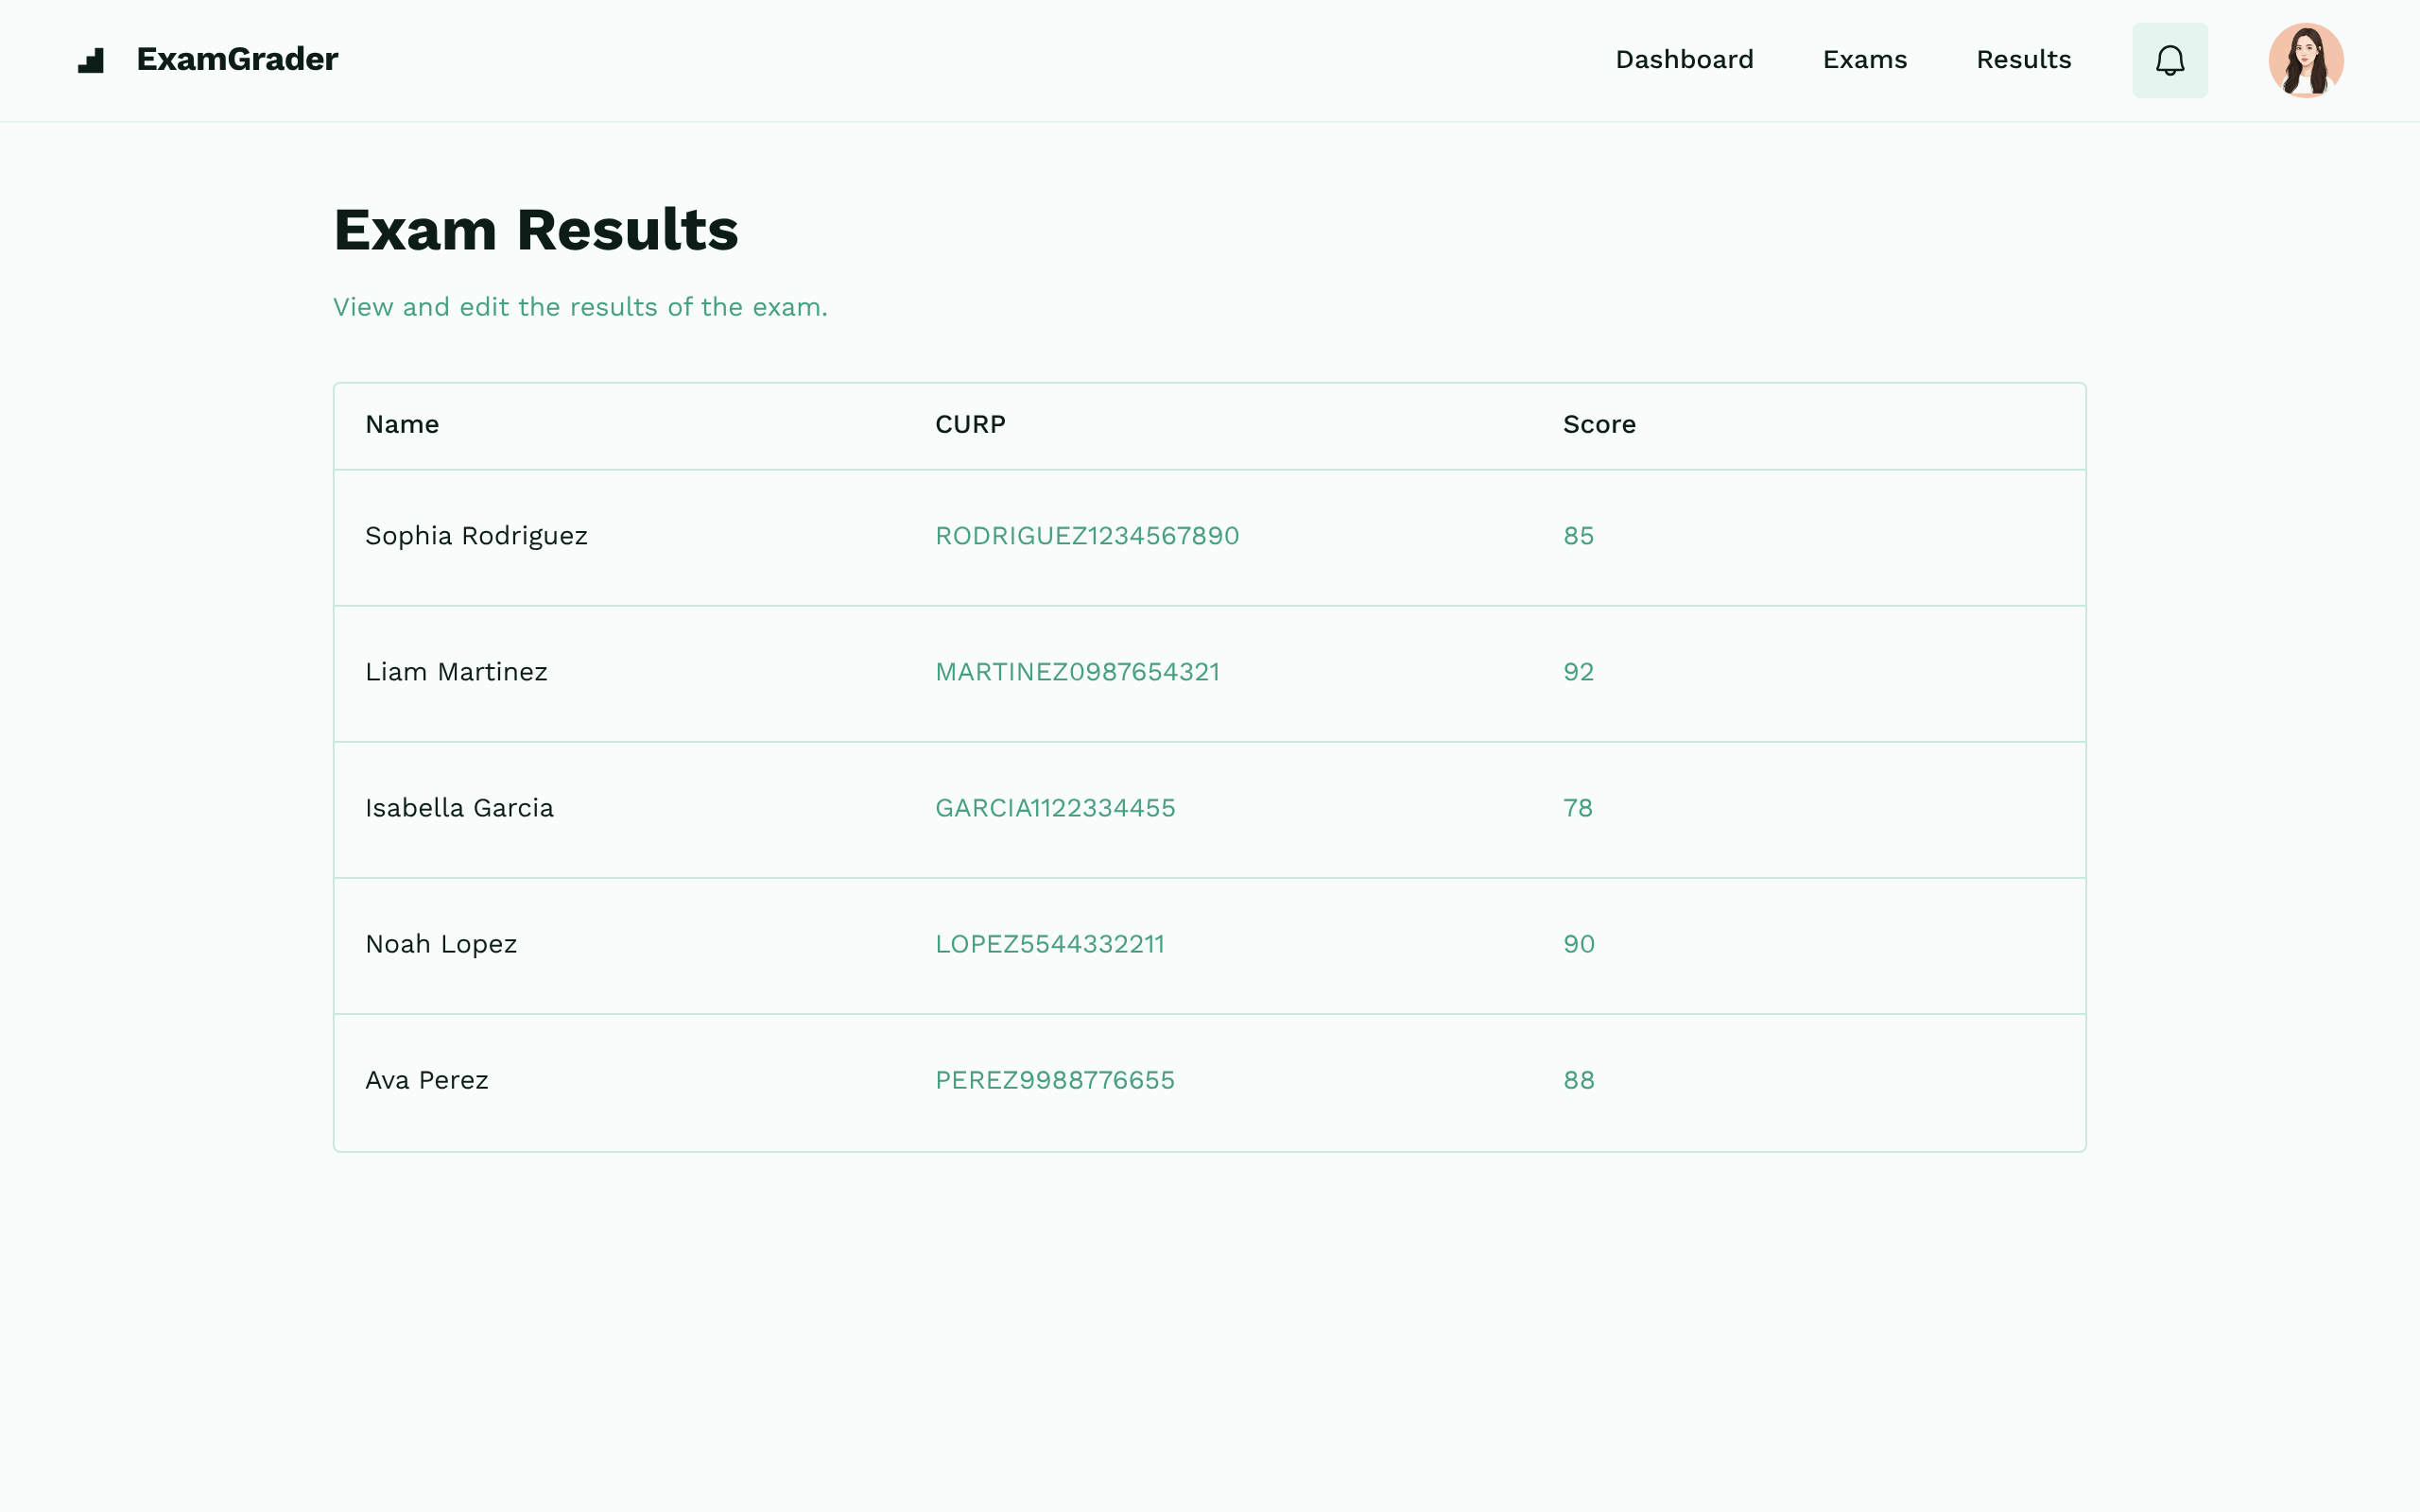 ExamGrader
Dashboard Exams Results
Exam Results
View and edit the results of the exam.
Name CURP Score
Sophia Rodriguez RODRIGUEZ1234567890 85
Liam Martinez MARTINEZ0987654321 92
Isabella Garcia GARCIA1122334455 78
Noah Lopez LOPEZ5544332211 90
Ava Perez PEREZ9988776655 88